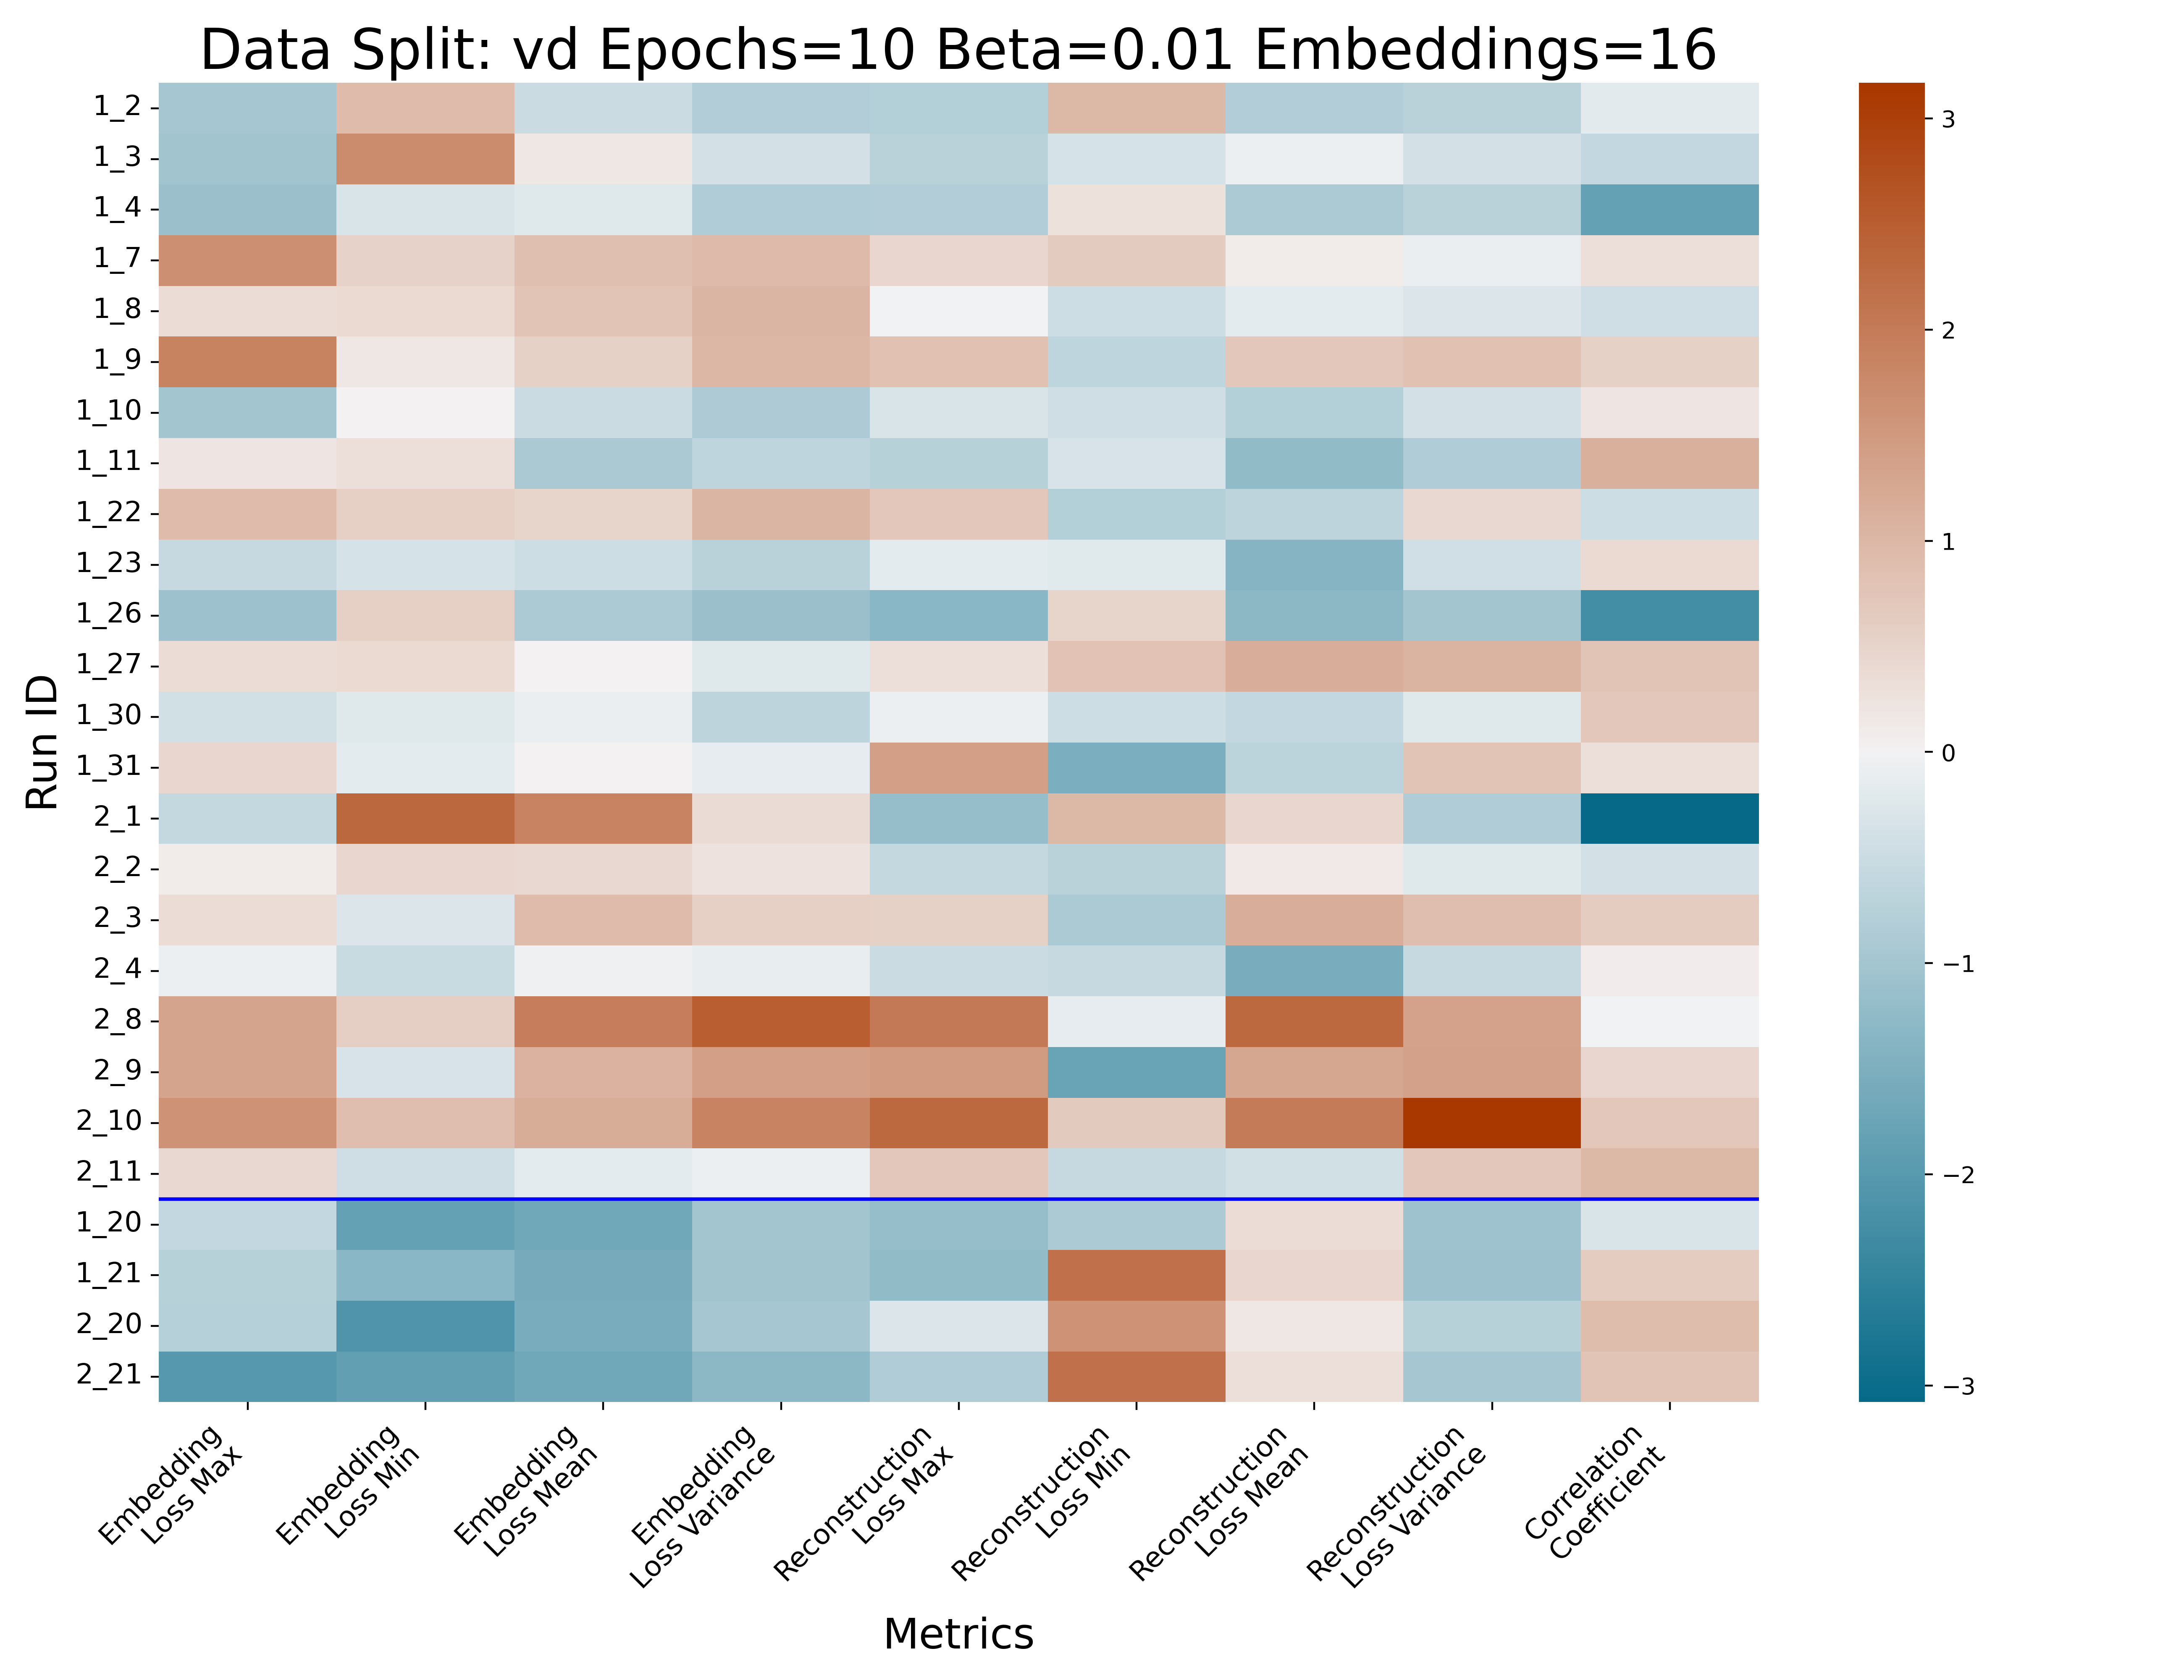 Data Split: vd Epochs=10 Beta=0.01 Embeddings=16
Run ID
1_2
1_3
1_4
1_7
1_8
1_9
1_10
1_11
1_22
1_23
1_26
1_27
1_30
1_31
2_1
2_2
2_3
2_4
2_8
2_9
2_10
2_11
1_20
1_21
2_20
2_21
Embedding
Loss Max
Embedding
Loss Min
Embedding
Loss Mean
Embedding
Loss Variance
Reconstruction
Loss Max
Reconstruction
Loss Min
Reconstruction
Loss Mean
Reconstruction
Loss Variance
Correlation
Coefficient
Metrics
3
2
1
0
−1
−2
−3